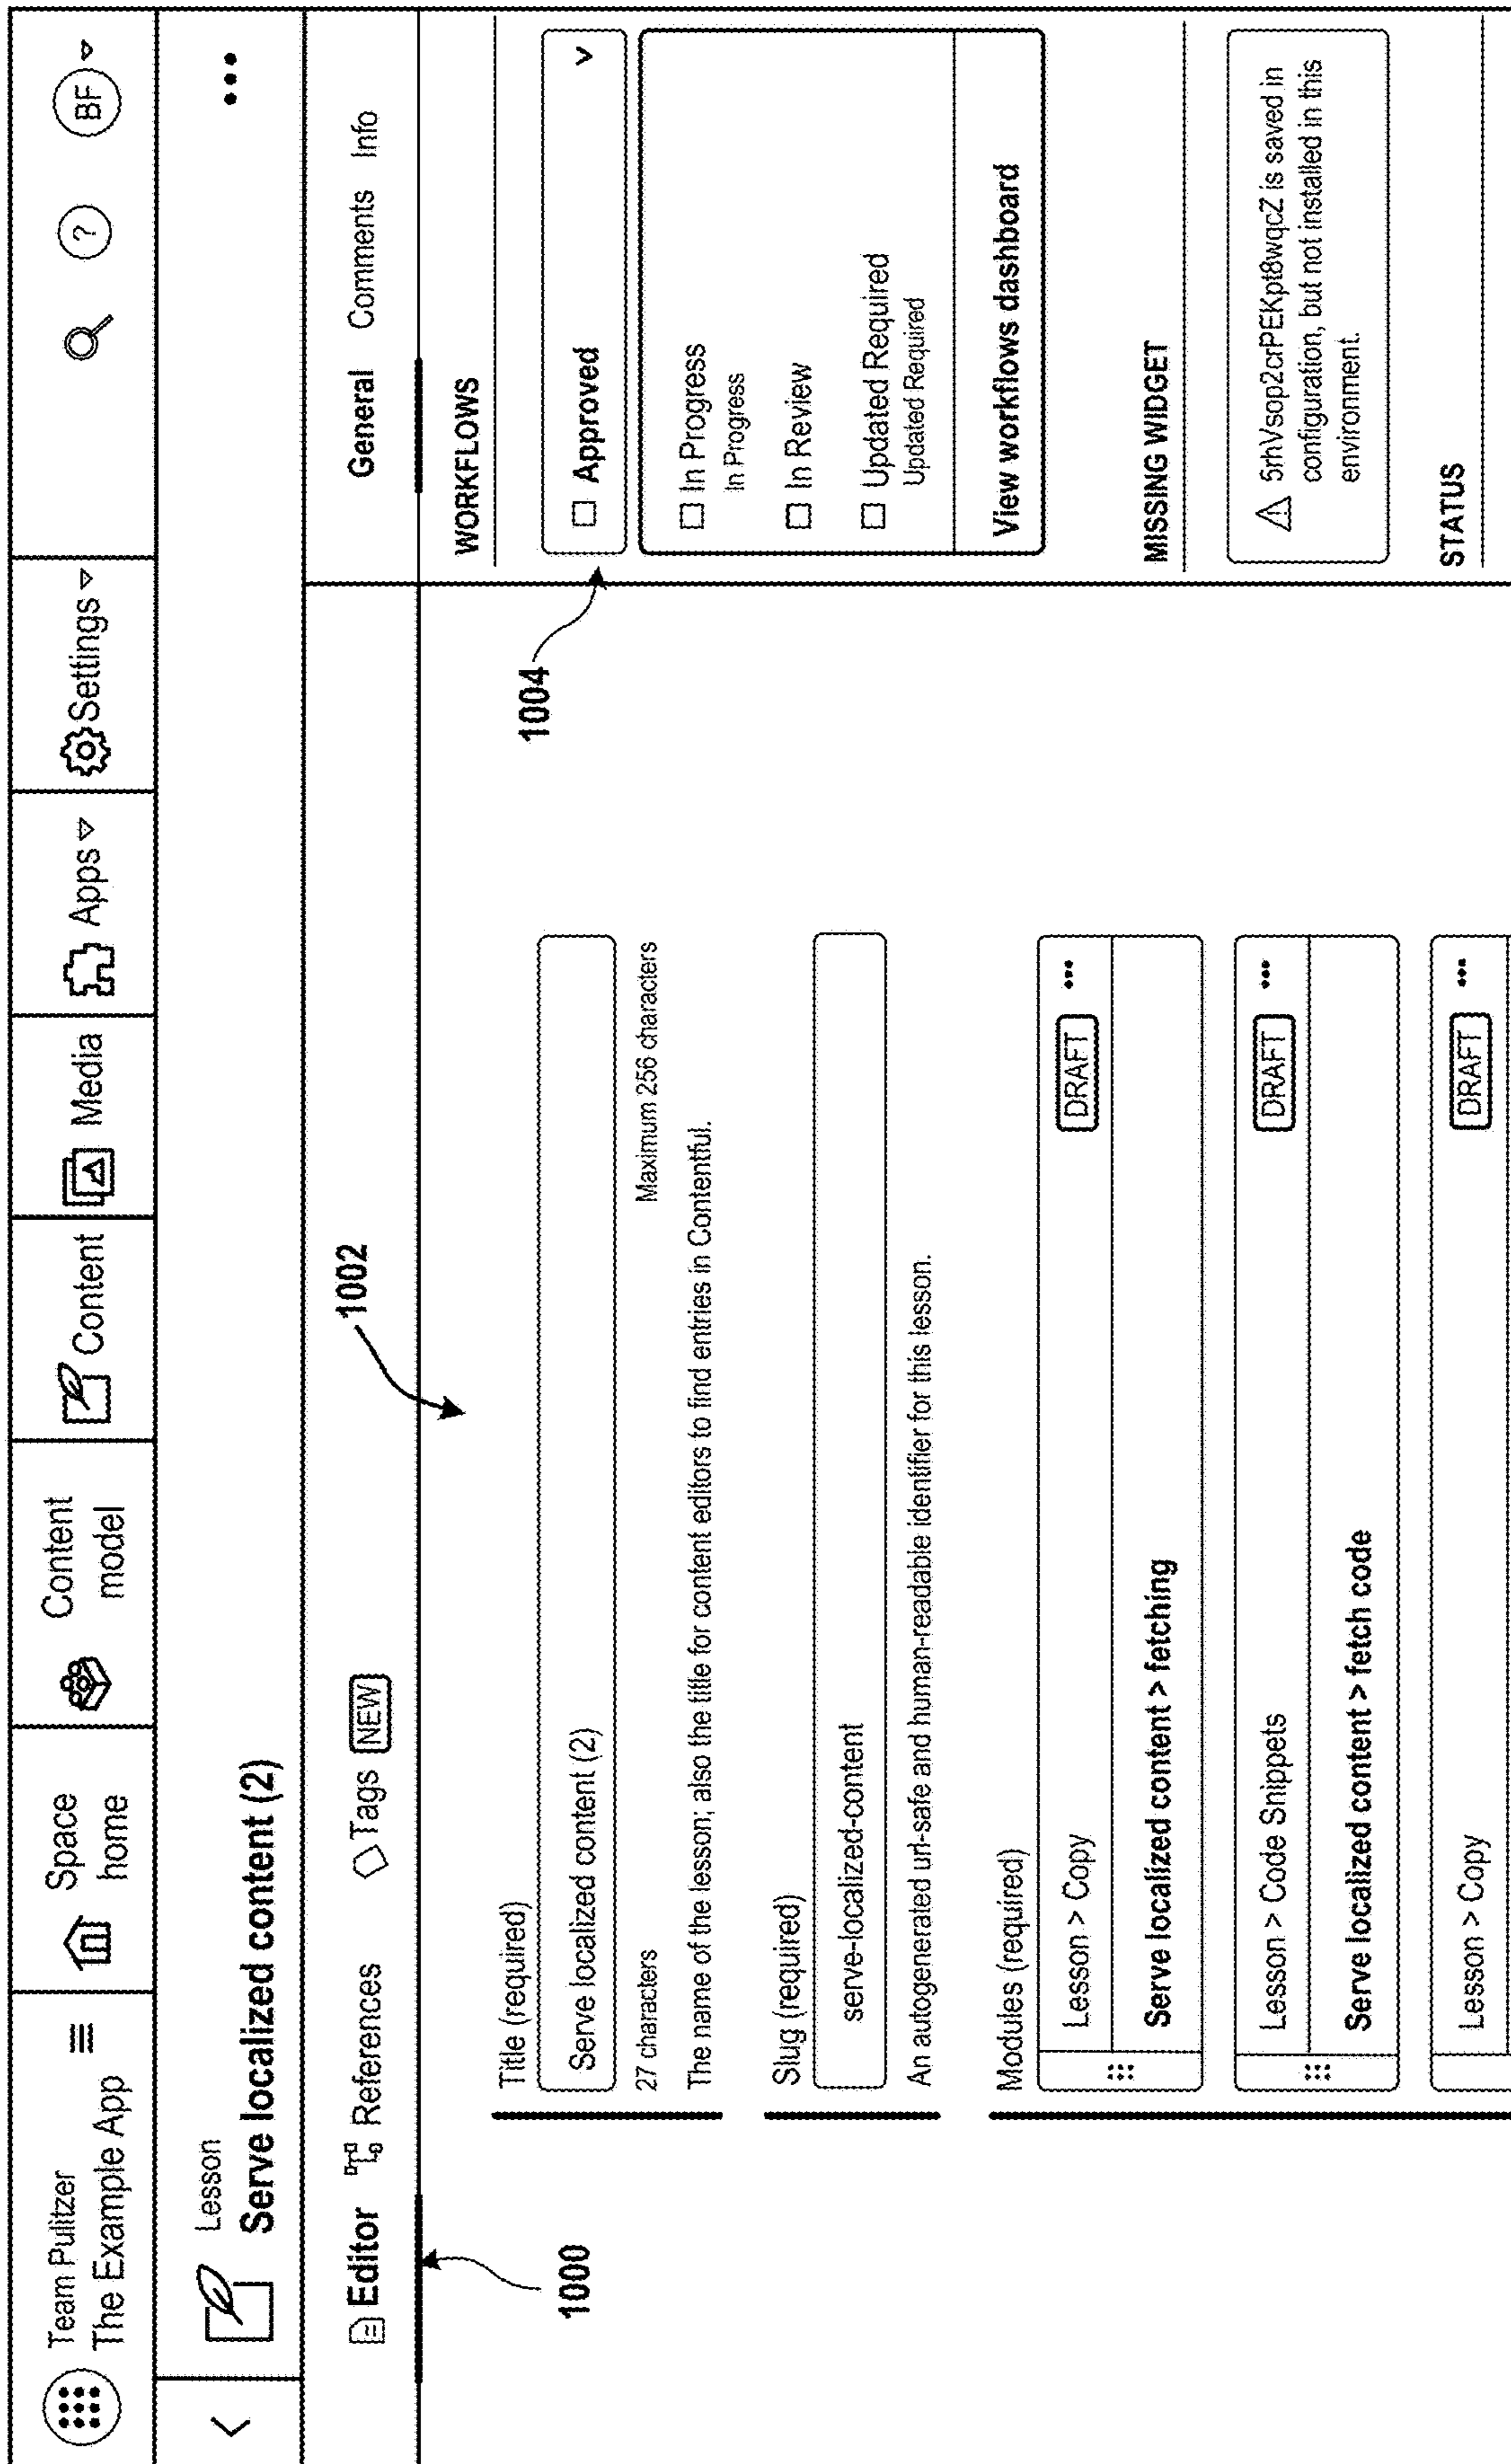 Team Pulitzer
The Example App
Space
home
Content
model
Content
Media
Apps
Settings
?
BF
Lesson
Serve localized content (2)
Editor
References
Tags NEW
General
Comments
Info
1000
1002
1004
Title (required)
Serve localized content (2)
27 characters
Maximum 256 characters
The name of the lesson; also the title for content editors to find entries in Contentful.
Slug (required)
serve-localized-content
An autogenerated url-safe and human-readable identifier for this lesson.
Modules (required)
Lesson > Copy
DRAFT
Serve localized content > fetching
Lesson > Code Snippets
DRAFT
Serve localized content > fetch code
Lesson > Copy
DRAFT
WORKFLOWS
Approved
In Progress
In Progress
In Review
Updated Required
Updated Required
View workflows dashboard
MISSING WIDGET
5rhVsop2crPEKpt8wqcZ is saved in
configuration, but not installed in this
environment.
STATUS